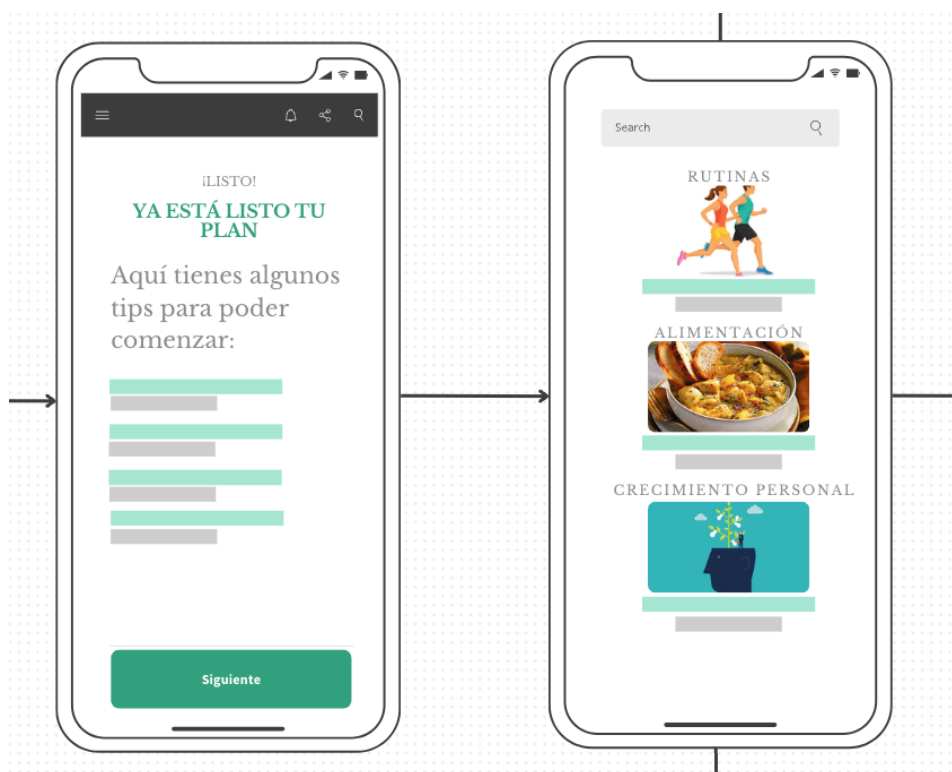 ¡LISTO!
YA ESTÁ LISTO TU
PLAN
Aquí tienes algunos
tips para poder
comenzar:
Siguiente
Search
RUTINAS
ALIMENTACIÓN
CRECIMIENTO PERSONAL